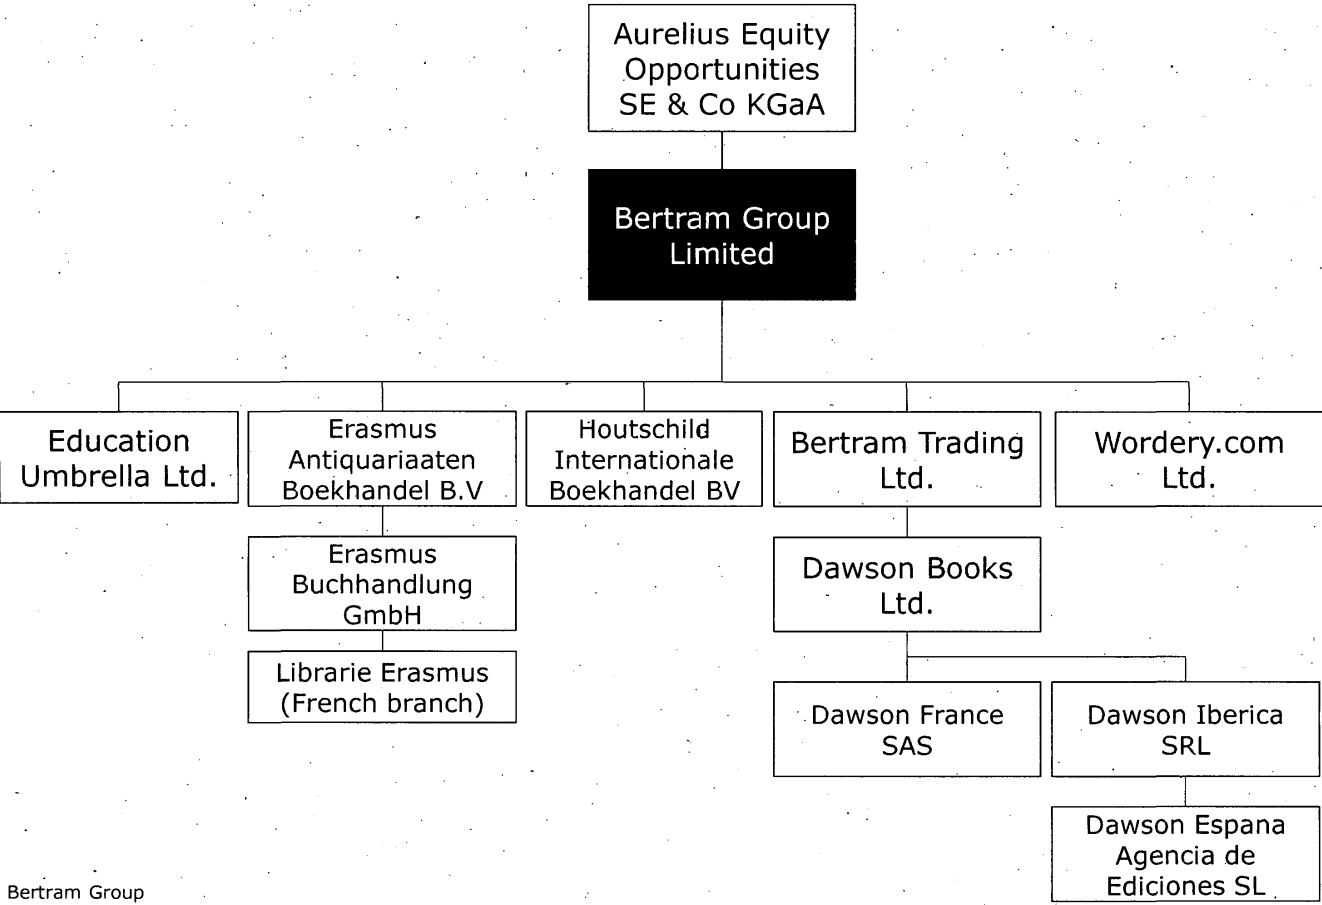 Aurelius Equity
Opportunities
SE & Co KGaA
Bertram Group
Limited
Education
Umbrella Ltd.
Erasmus
Antiquariaaten
Boekhandel B.V
Houtschild
Internationale
Boekhandel BV
Bertram Trading
Ltd.
Wordery.com
Ltd.
Erasmus
Buchhandlung
GmbH
Dawson Books
Ltd.
Librarie Erasmus
(French branch)
Dawson France
SAS
Dawson Iberica
SRL
Dawson Espana
Agencia de
Ediciones SL
Bertram Group